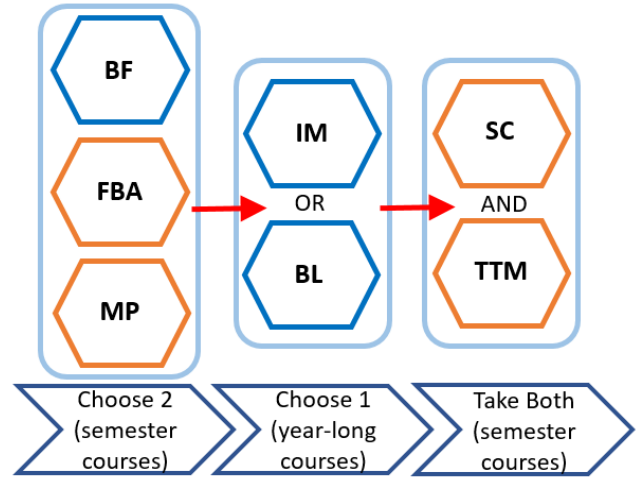 BF
FBA
MP
IM
OR
BL
SC
AND
TTM
Choose 2
(semester
courses)
Choose 1
(year-long
courses)
Take Both
(semester
courses)